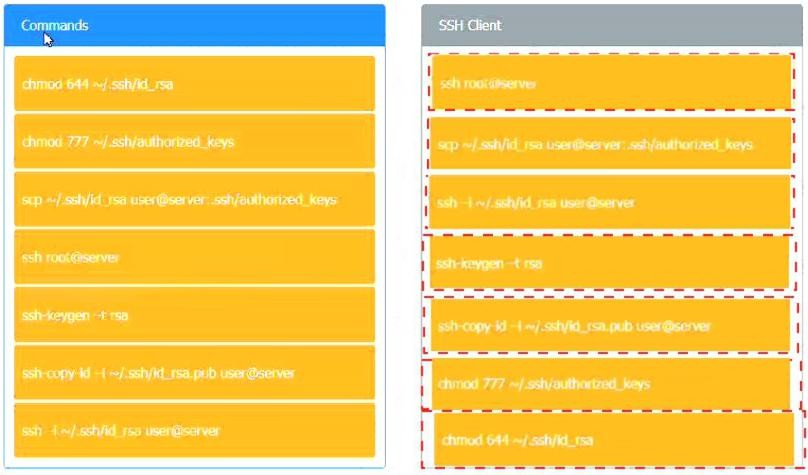 Commands
chmod 644 ~/.ssh/id_rsa
chmod 777 ~/.ssh/authorized_keys
scp ~/.ssh/id_rsa user@server:.ssh/authorized_keys
ssh root@server
ssh-keygen -t rsa
ssh-copy-id -i ~/.ssh/id_rsa.pub user@server
ssh -i ~/.ssh/id_rsa user@server
SSH Client
ssh root@server
scp ~/.ssh/id_rsa user@server:.ssh/authorized_keys
ssh -i ~/.ssh/id_rsa user@server
ssh-keygen -t rsa
ssh-copy-id -i ~/.ssh/id_rsa.pub user@server
chmod 777 ~/.ssh/authorized_keys
chmod 644 ~/.ssh/id_rsa